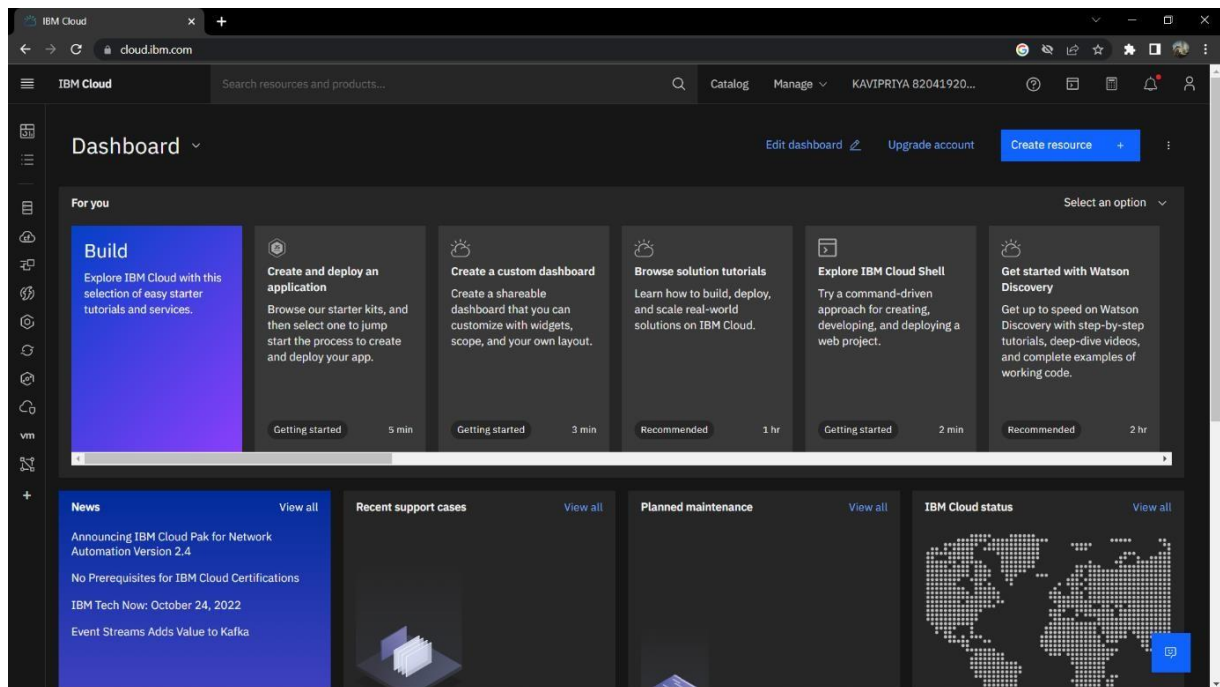 IBM Cloud
cloud.ibm.com
IBM Cloud
Search resources and products...
Catalog
Manage
KAVIPRIYA 82041920...
Dashboard
Edit dashboard
Upgrade account
Create resource +
For you
Select an option
Build
Explore IBM Cloud with this
selection of easy starter
tutorials and services.
Create and deploy an
application
Browse our starter kits, and
then select one to jump
start the process to create
and deploy your app.
Getting started
5 min
Create a custom dashboard
Create a shareable
dashboard that you can
customize with widgets,
scope, and your own layout.
Getting started
3 min
Browse solution tutorials
Learn how to build, deploy,
and scale real-world
solutions on IBM Cloud.
Recommended
1 hr
Explore IBM Cloud Shell
Try a command-driven
approach for creating,
developing, and deploying a
web project.
Getting started
2 min
Get started with Watson
Discovery
Get up to speed on Watson
Discovery with step-by-step
tutorials, deep-dive videos,
and complete examples of
working code.
Recommended
2 hr
vm
News
View all
Announcing IBM Cloud Pak for Network
Automation Version 2.4
No Prerequisites for IBM Cloud Certifications
IBM Tech Now: October 24, 2022
Event Streams Adds Value to Kafka
Recent support cases
View all
Planned maintenance
View all
IBM Cloud status
View all